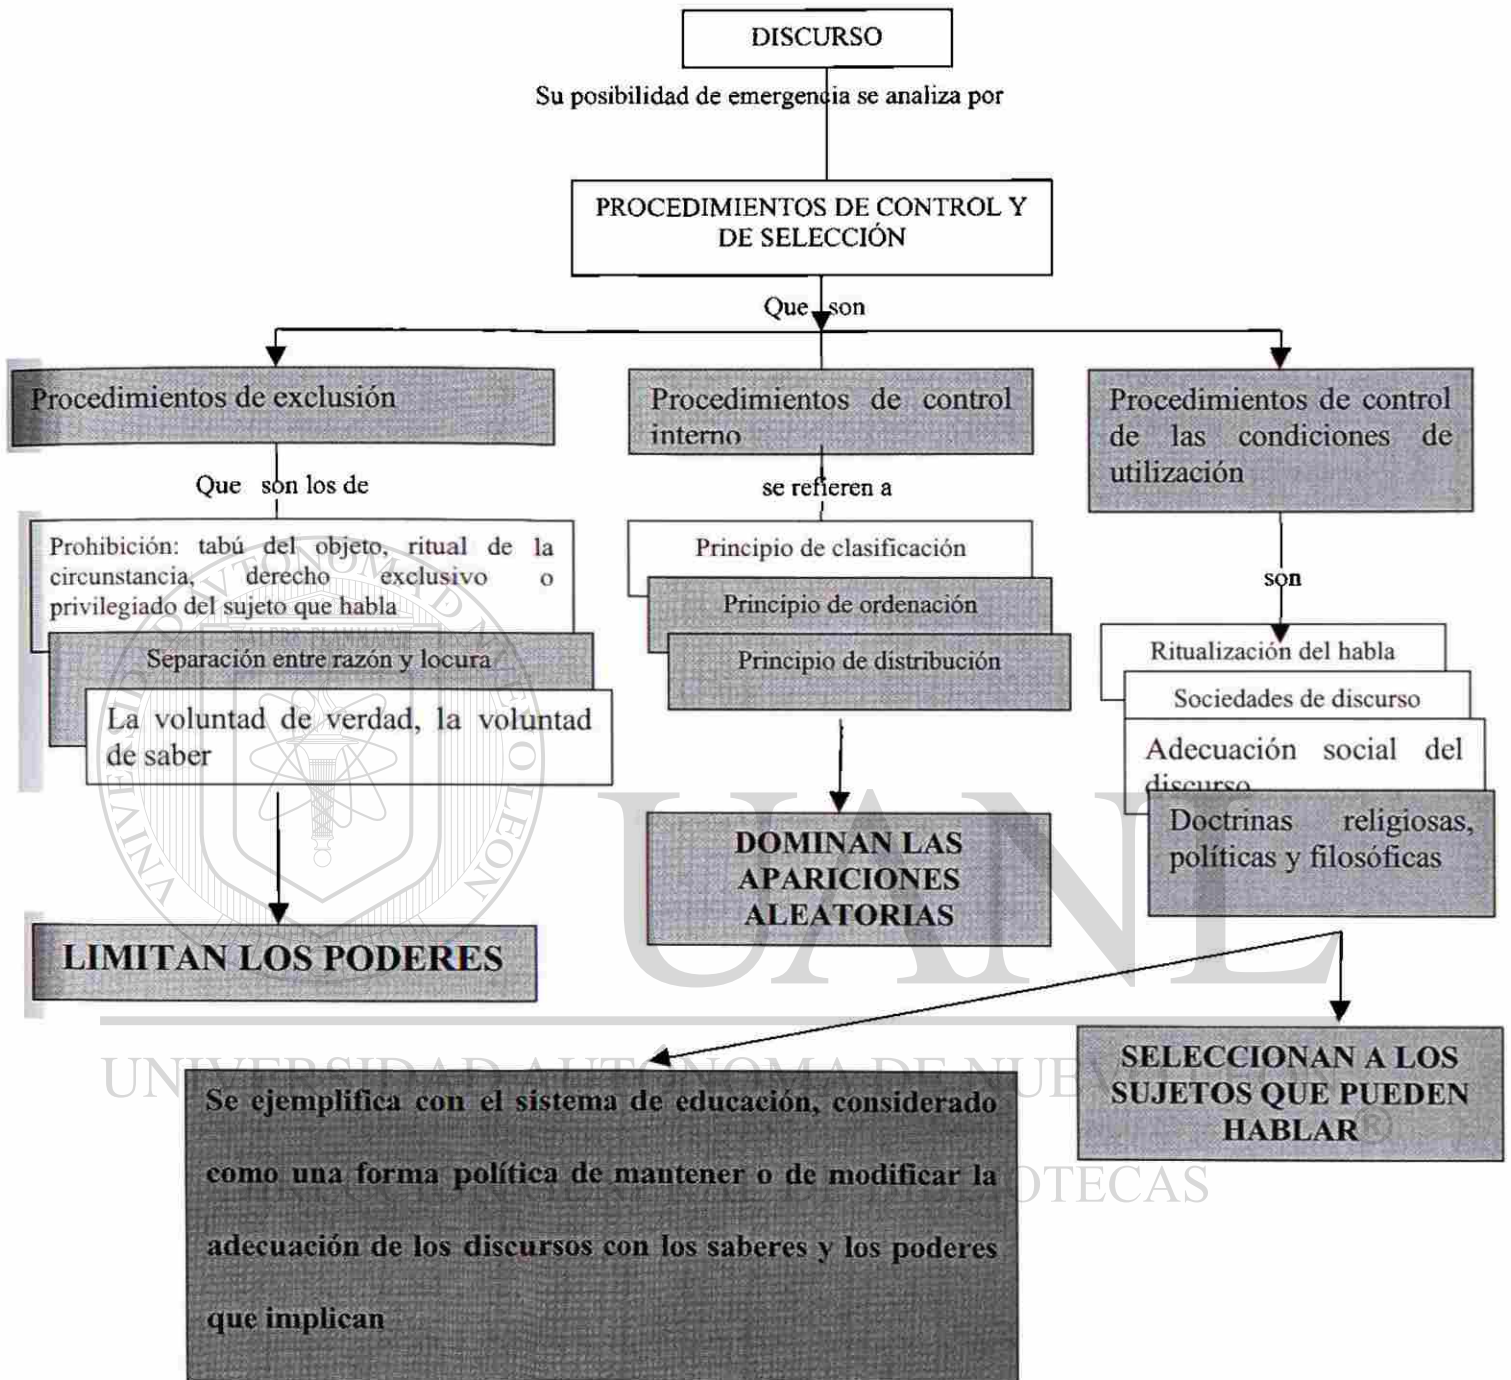 DISCURSO
Su posibilidad de emergencia se analiza por
PROCEDIMIENTOS DE CONTROL Y
DE SELECCIÓN
Que son
Procedimientos de exclusión
Que son los de
Prohibición: tabú del objeto, ritual de la
circunstancia, derecho exclusivo o
privilegiado del sujeto que habla
Separación entre razón y locura
La voluntad de verdad, la voluntad
de saber
LIMITAN LOS PODERES
Procedimientos de control
interno
se refieren a
Principio de clasificación
Principio de ordenación
Principio de distribución
DOMINAN LAS
APARICIONES
ALEATORIAS
Procedimientos de control
de las condiciones de
utilización
son
Ritualización del habla
Sociedades de discurso
Adecuación social del
discurso
Doctrinas religiosas,
políticas y filosóficas
SELECCIONAN A LOS
SUJETOS QUE PUEDEN
HABLAR
Se ejemplifica con el sistema de educación, considerado
como una forma política de mantener o de modificar la
adecuación de los discursos con los saberes y los poderes
que implican
UANL
UNIVERSIDAD AUTÓNOMA DE NUEV
®